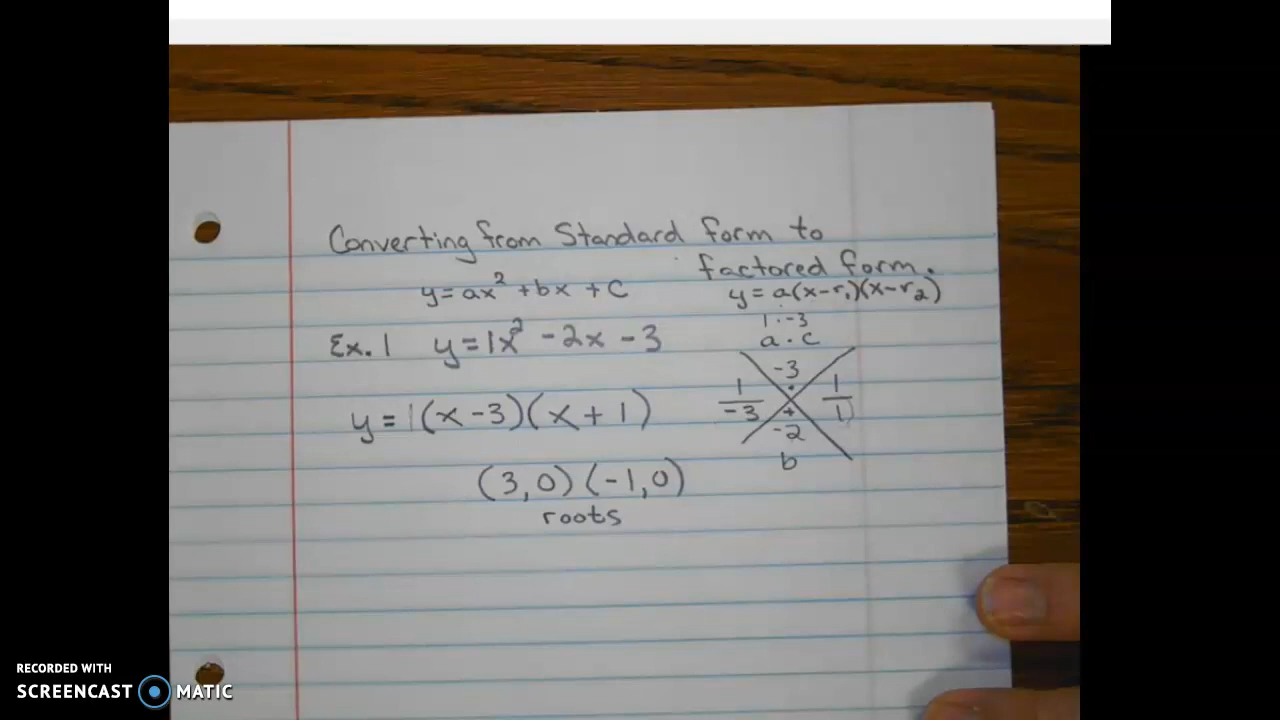 Converting from Standard form to
factored form.
y = ax² + bx + c
y = a(x-r₁)(x-r₂)
Ex. 1 y = 1x² - 2x - 3
1 · -3
a · c
-3
1 1
-3 1
·
+
-2
b
y = 1(x - 3)(x + 1)
(3,0) (-1,0)
roots
RECORDED WITH
SCREENCAST MATIC